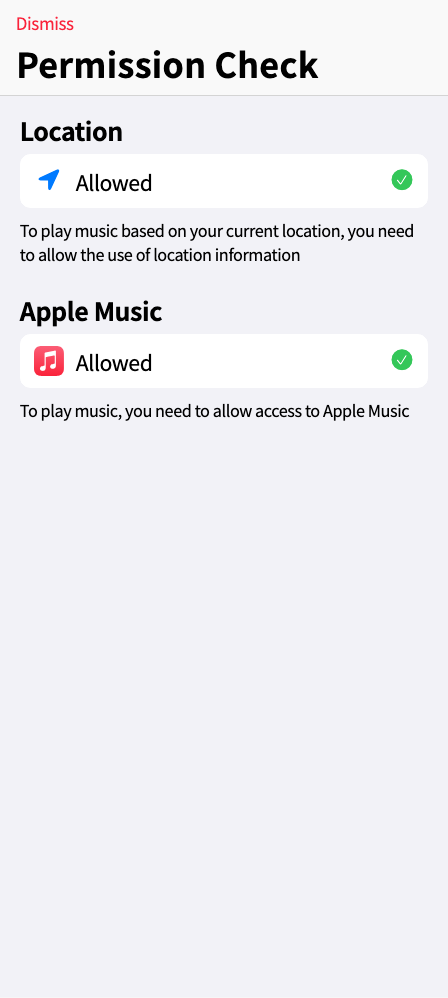 Dismiss
Permission Check
Location
Allowed
To play music based on your current location, you need
to allow the use of location information
Apple Music
Allowed
To play music, you need to allow access to Apple Music